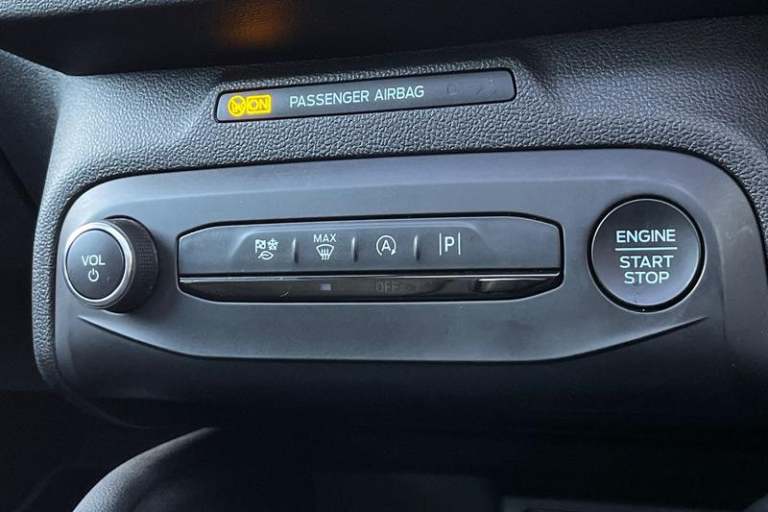 ON PASSENGER AIRBAG
VOL
MAX
A
P
OFF
ENGINE
START
STOP